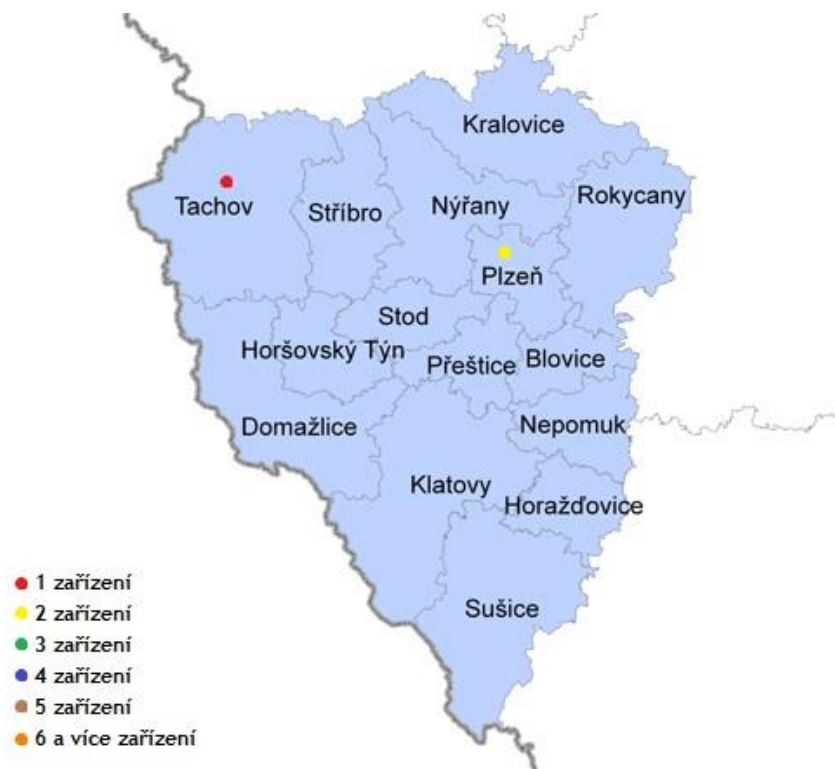 Kralovice
Rokycany
Tachov
Stříbro
Nýřany
Plzeň
Stod
Horšovský Týn
Přeštice
Blovice
Domažlice
Nepomuk
Klatovy
Horažďovice
Sušice
1 zařízení
2 zařízení
3 zařízení
4 zařízení
5 zařízení
6 a více zařízení